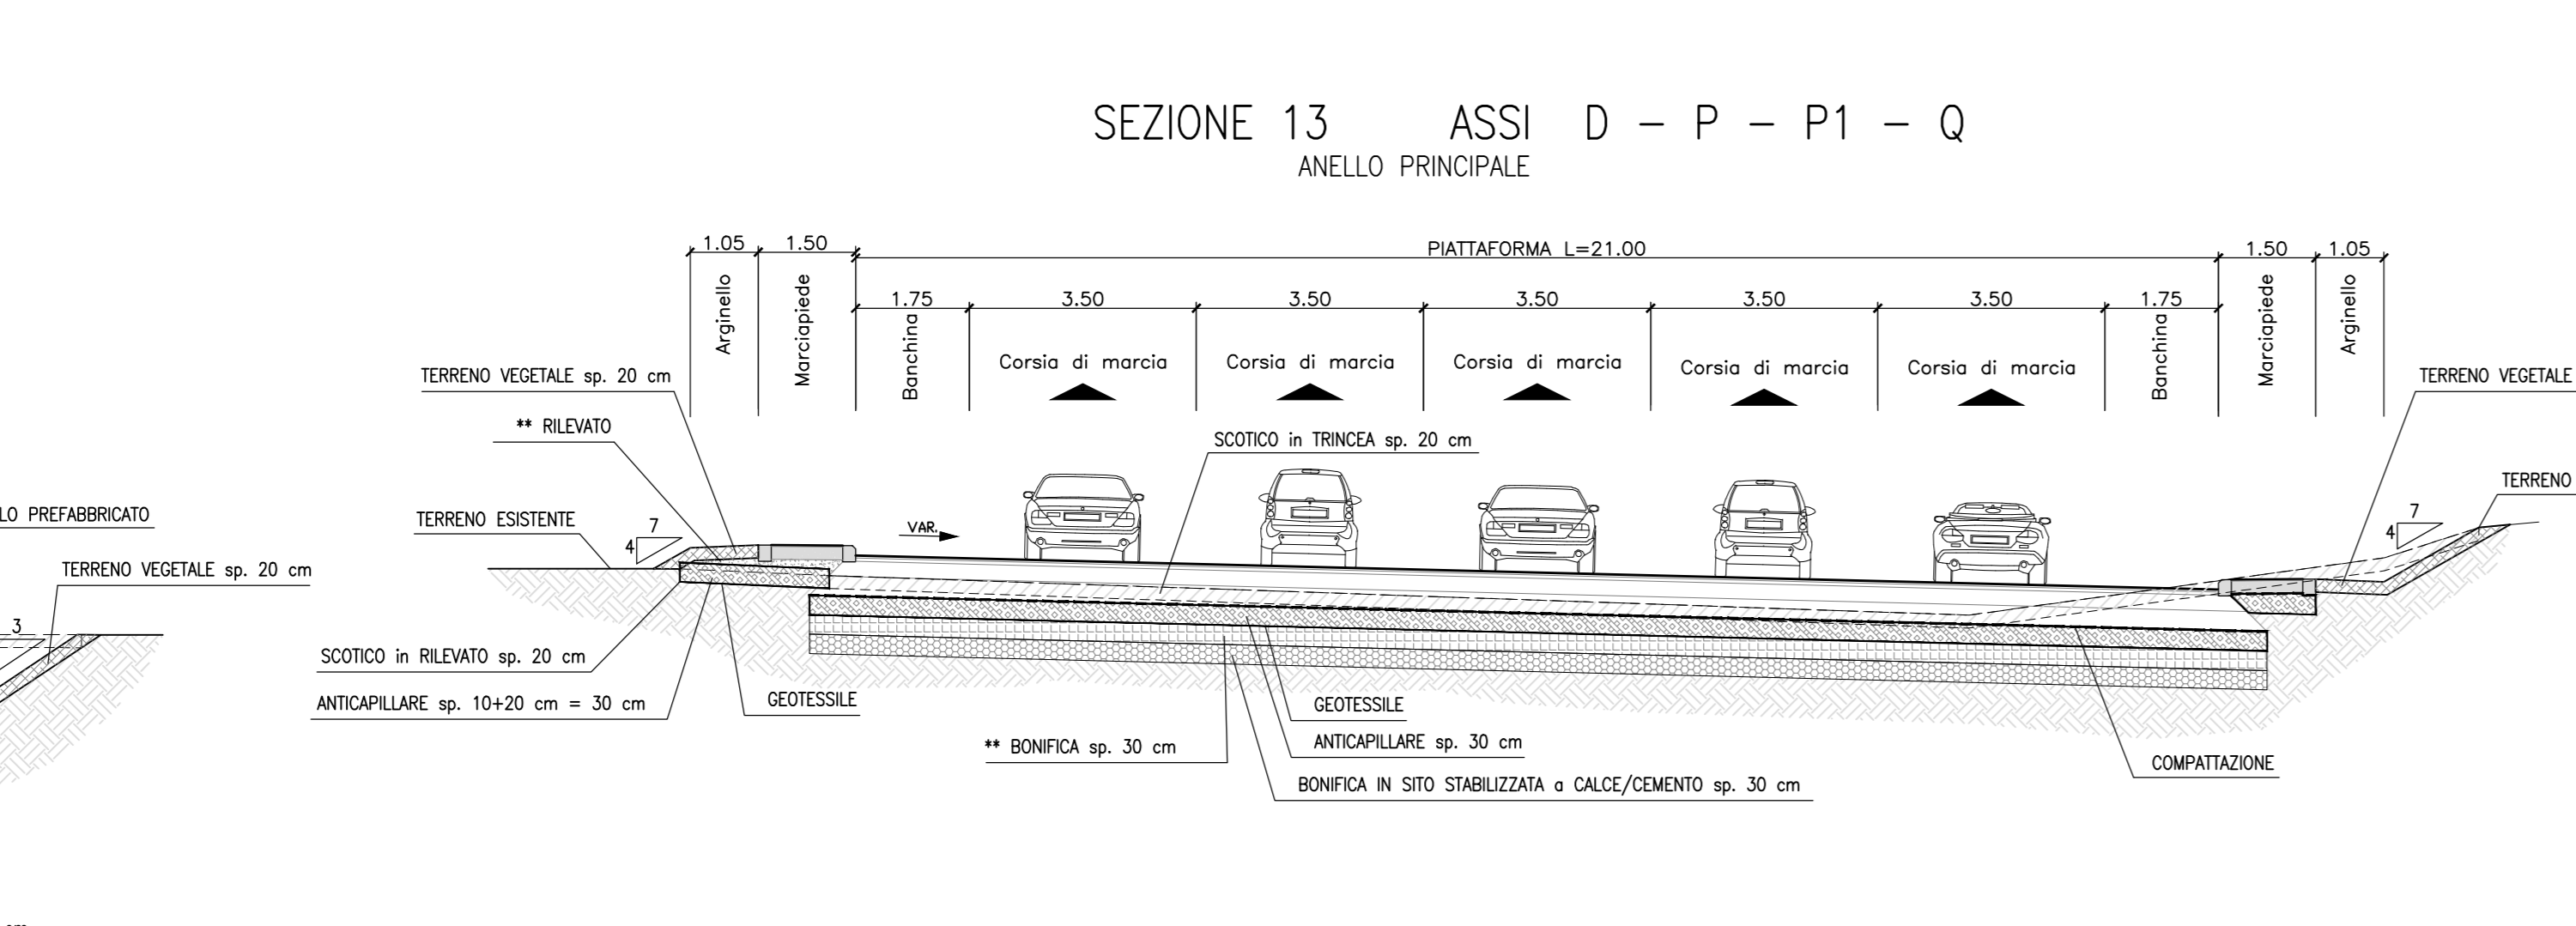 SEZIONE 13 ASSI D - P - P1 - Q
ANELLO PRINCIPALE
1.05 1.50 PIATTAFORMA L=21.00 1.50 1.05
Arginello Marciapiede Marciapiede Arginello
1.75 3.50 3.50 3.50 3.50 3.50 1.75
Banchina Corsia di marcia Corsia di marcia Corsia di marcia Corsia di marcia Corsia di marcia Banchina
TERRENO VEGETALE sp. 20 cm
TERRENO VEGETALE
** RILEVATO
SCOTICO in TRINCEA sp. 20 cm
TERRENO
LO PREFABBRICATO
TERRENO ESISTENTE
7
4
VAR.
7
4
TERRENO VEGETALE sp. 20 cm
3
SCOTICO in RILEVATO sp. 20 cm
ANTICAPILLARE sp. 10+20 cm = 30 cm
GEOTESSILE
GEOTESSILE
** BONIFICA sp. 30 cm
ANTICAPILLARE sp. 30 cm
COMPATTAZIONE
BONIFICA IN SITO STABILIZZATA a CALCE/CEMENTO sp. 30 cm